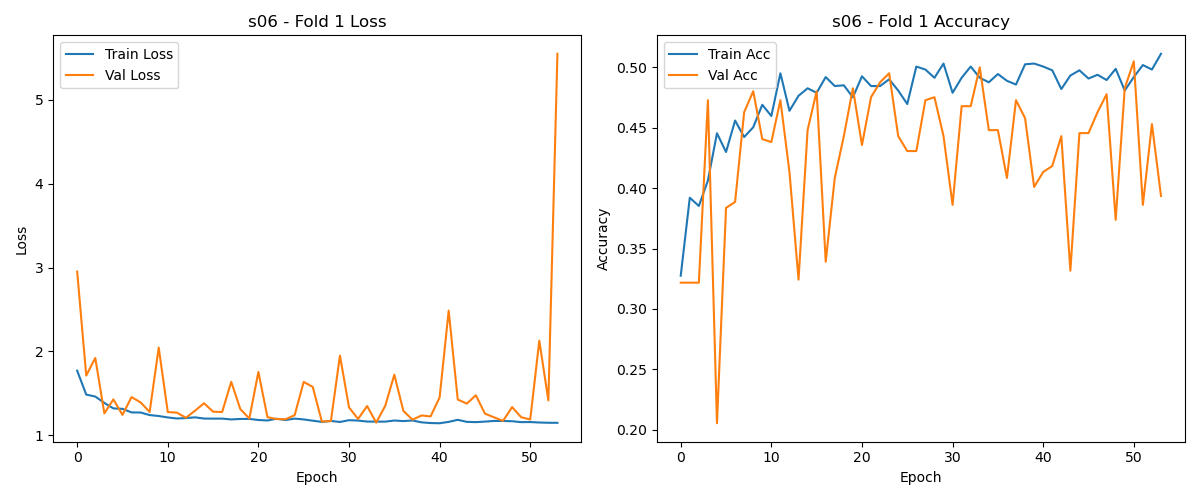 s06 - Fold 1 Loss
Train Loss
Val Loss
5
4
3
2
1
Loss
0 10 20 30 40 50
Epoch
s06 - Fold 1 Accuracy
Train Acc
Val Acc
0.50
0.45
0.40
0.35
0.30
0.25
0.20
Accuracy
0 10 20 30 40 50
Epoch